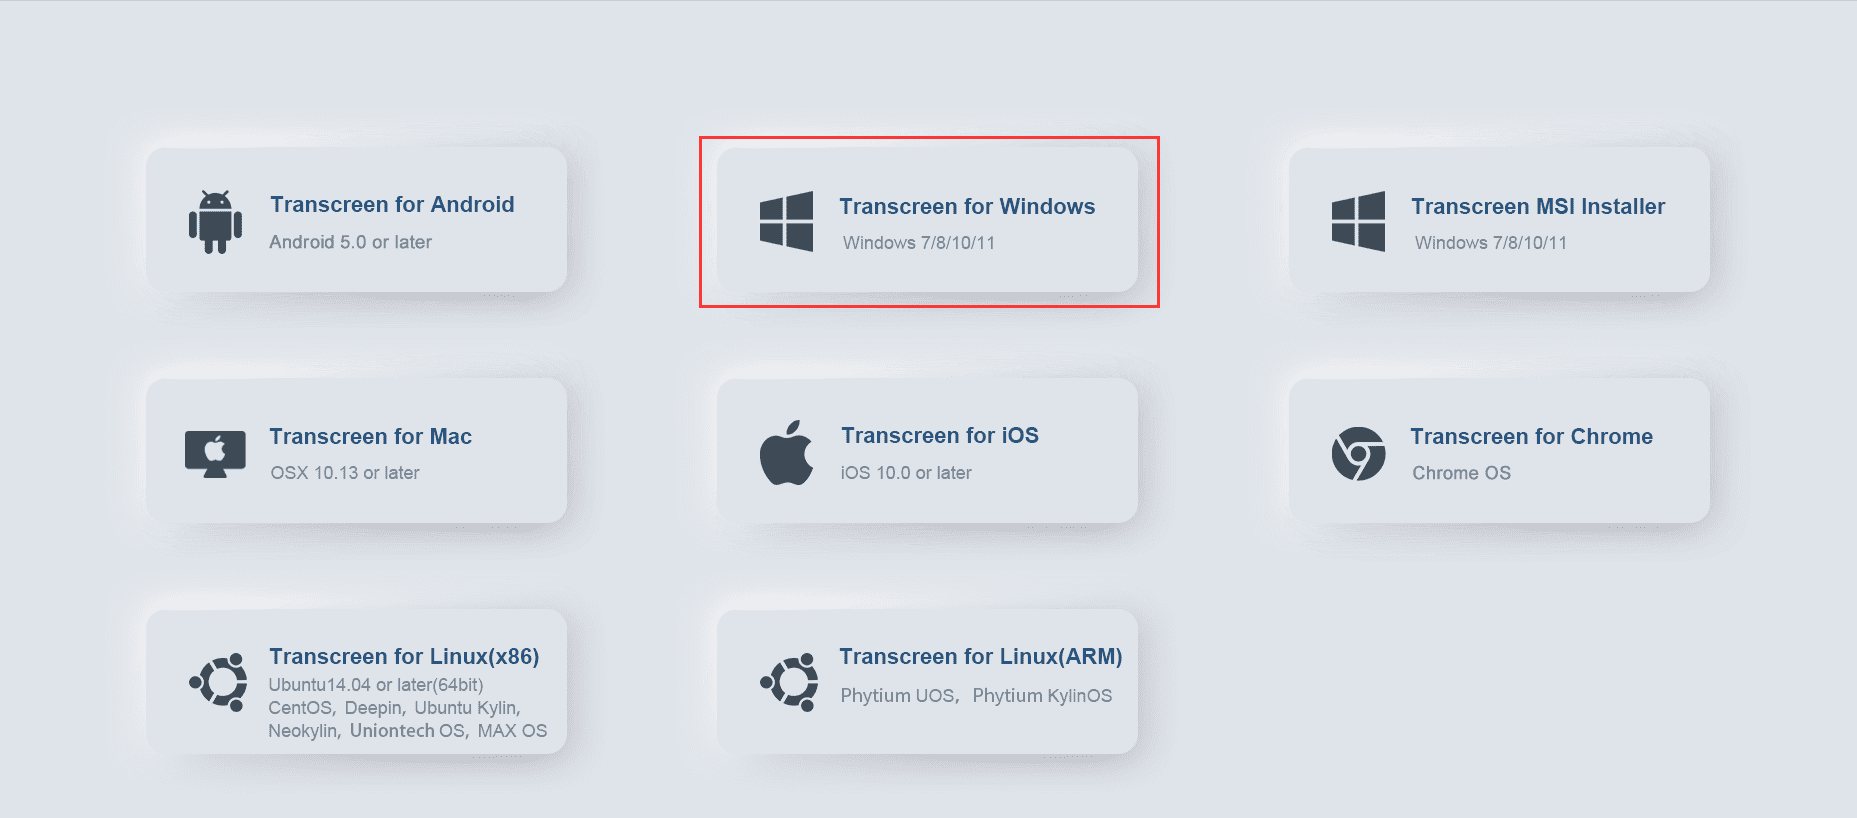 Transcreen for Android
Android 5.0 or later
Transcreen for Windows
Windows 7/8/10/11
Transcreen MSI Installer
Windows 7/8/10/11
Transcreen for Mac
OSX 10.13 or later
Transcreen for iOS
iOS 10.0 or later
Transcreen for Chrome
Chrome OS
Transcreen for Linux(x86)
Ubuntu14.04 or later(64bit)
CentOS, Deepin, Ubuntu Kylin,
Neokylin, Uniontech OS, MAX OS
Transcreen for Linux(ARM)
Phytium UOS, Phytium KylinOS